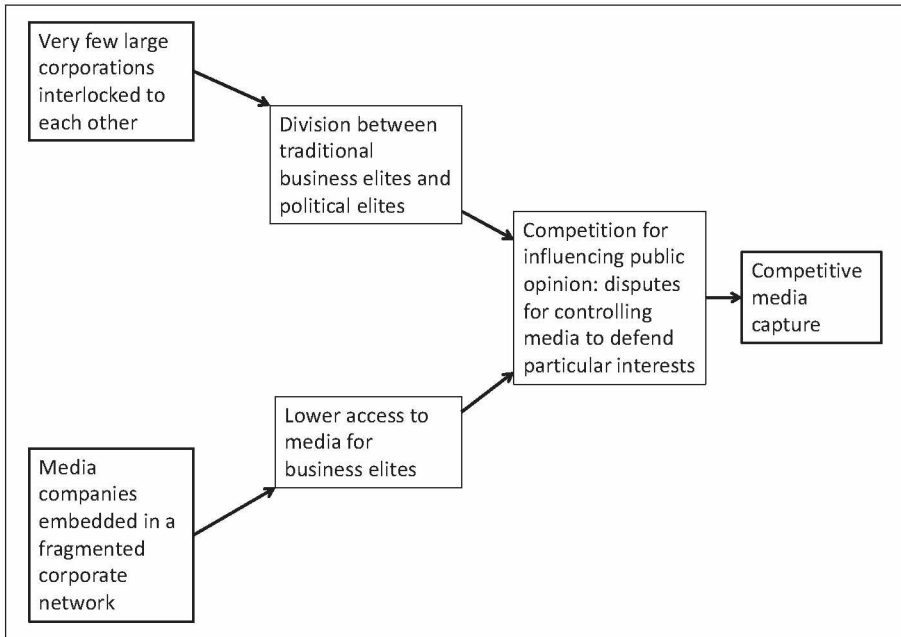 Very few large
corporations
interlocked to
each other
Division between
traditional
business elites and
political elites
Competition for
influencing public
opinion: disputes
for controlling
media to defend
particular interests
Competitive
media
capture
Lower access to
media for
business elites
Media
companies
embedded in a
fragmented
corporate
network